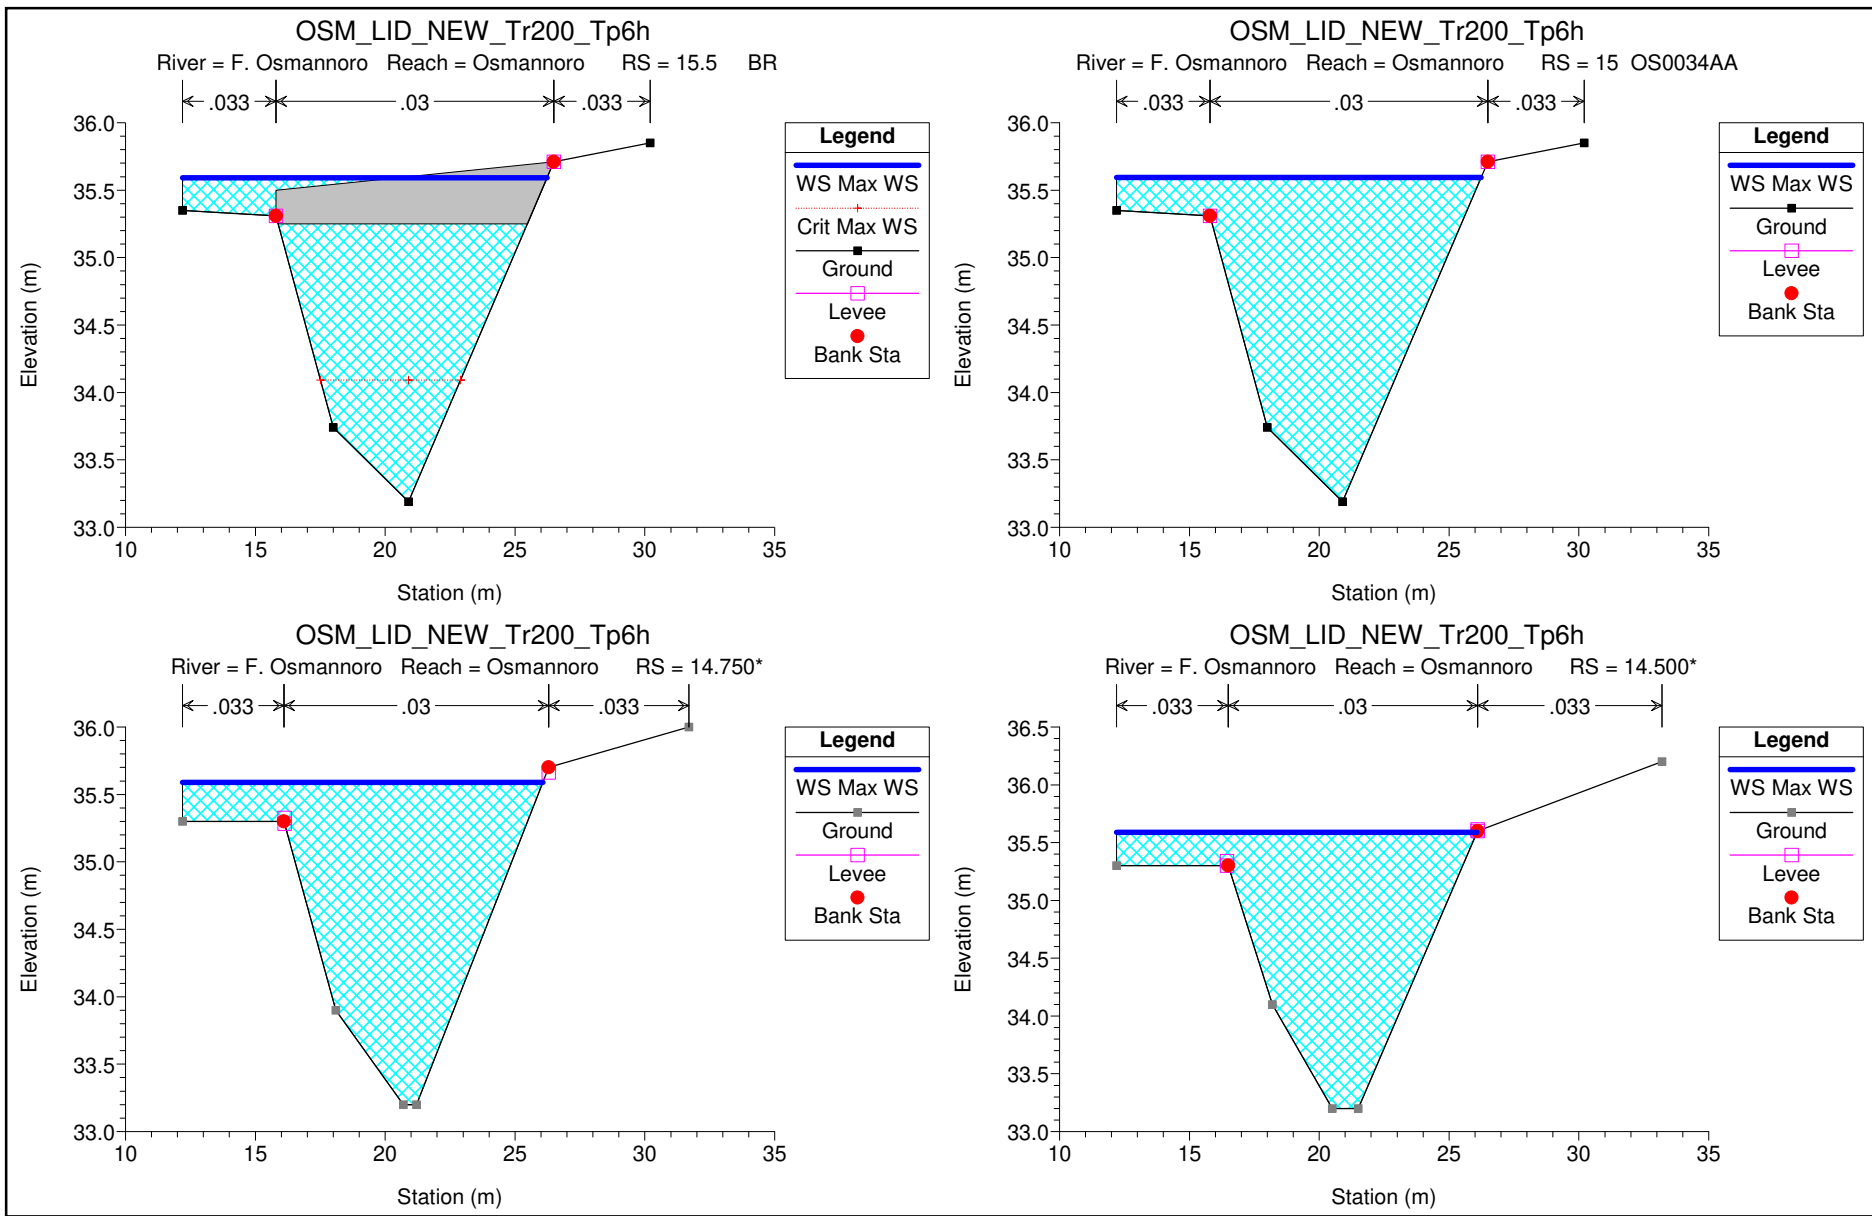 OSM_LID_NEW_Tr200_Tp6h
River = F. Osmannoro Reach = Osmannoro RS = 15.5 BR
.033 .03 .033
36.0
35.5
35.0
34.5
34.0
33.5
33.0
Elevation (m)
10 15 20 25 30 35
Station (m)
Legend
WS Max WS
Crit Max WS
Ground
Levee
Bank Sta
OSM_LID_NEW_Tr200_Tp6h
River = F. Osmannoro Reach = Osmannoro RS = 15 OS0034AA
.033 .03 .033
36.0
35.5
35.0
34.5
34.0
33.5
33.0
Elevation (m)
10 15 20 25 30 35
Station (m)
Legend
WS Max WS
Ground
Levee
Bank Sta
OSM_LID_NEW_Tr200_Tp6h
River = F. Osmannoro Reach = Osmannoro RS = 14.750*
.033 .03 .033
36.0
35.5
35.0
34.5
34.0
33.5
33.0
Elevation (m)
10 15 20 25 30 35
Station (m)
Legend
WS Max WS
Ground
Levee
Bank Sta
OSM_LID_NEW_Tr200_Tp6h
River = F. Osmannoro Reach = Osmannoro RS = 14.500*
.033 .03 .033
36.5
36.0
35.5
35.0
34.5
34.0
33.5
33.0
Elevation (m)
10 15 20 25 30 35
Station (m)
Legend
WS Max WS
Ground
Levee
Bank Sta